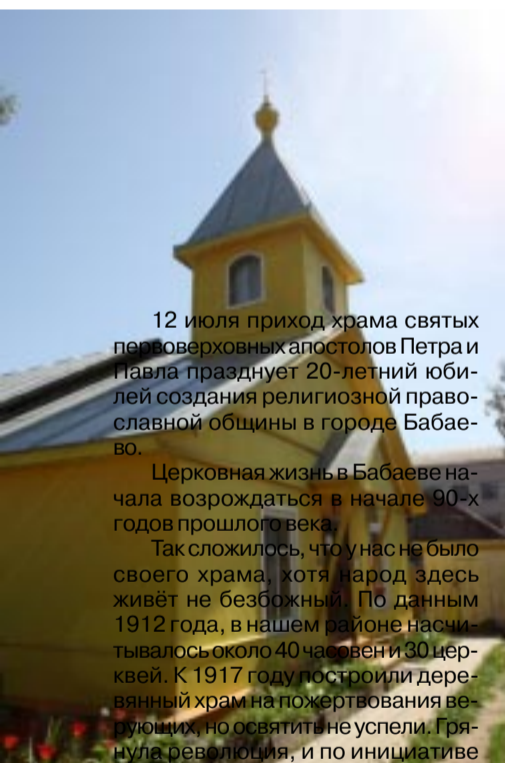 12 июля приход храма святых
первоверховных апостолов Петра и
Павла празднует 20-летний юби-
лей создания религиозной право-
славной общины в городе Бабае-
во.
Церковная жизнь в Бабаеве на-
чала возрождаться в начале 90-х
годов прошлого века.
Так сложилось, что у нас не было
своего храма, хотя народ здесь
живёт не безбожный. По данным
1912 года, в нашем районе насчи-
тывалось около 40 часовен и 30 цер-
квей. К 1917 году построили дере-
вянный храм на пожертвования ве-
рующих, но освятить не успели. Гря-
нула революция, и по инициативе